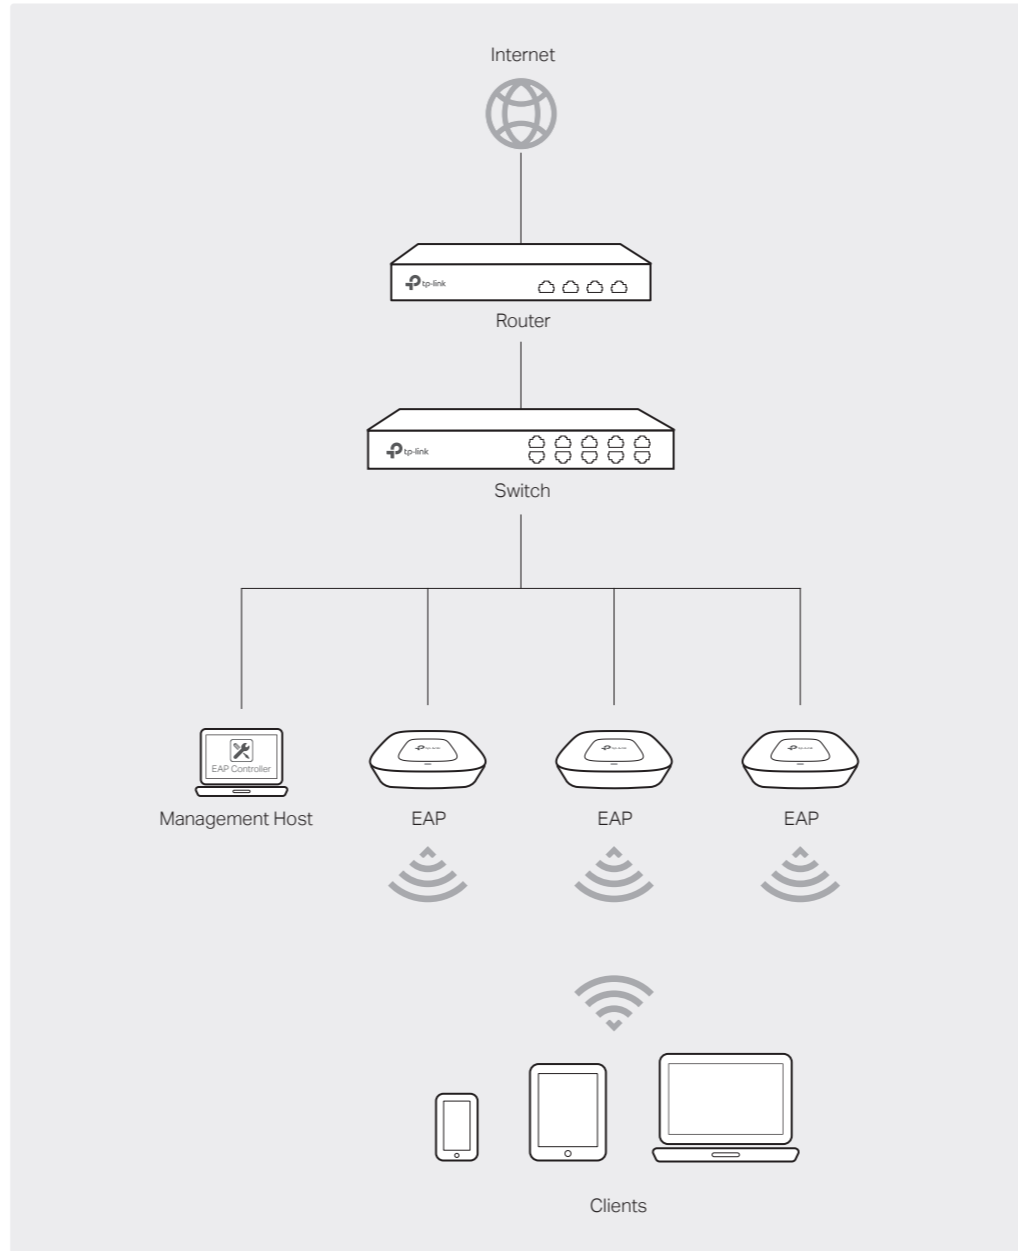 Internet
tp-link
Router
tp-link
Switch
EAP Controller
Management Host
EAP
EAP
EAP
Clients